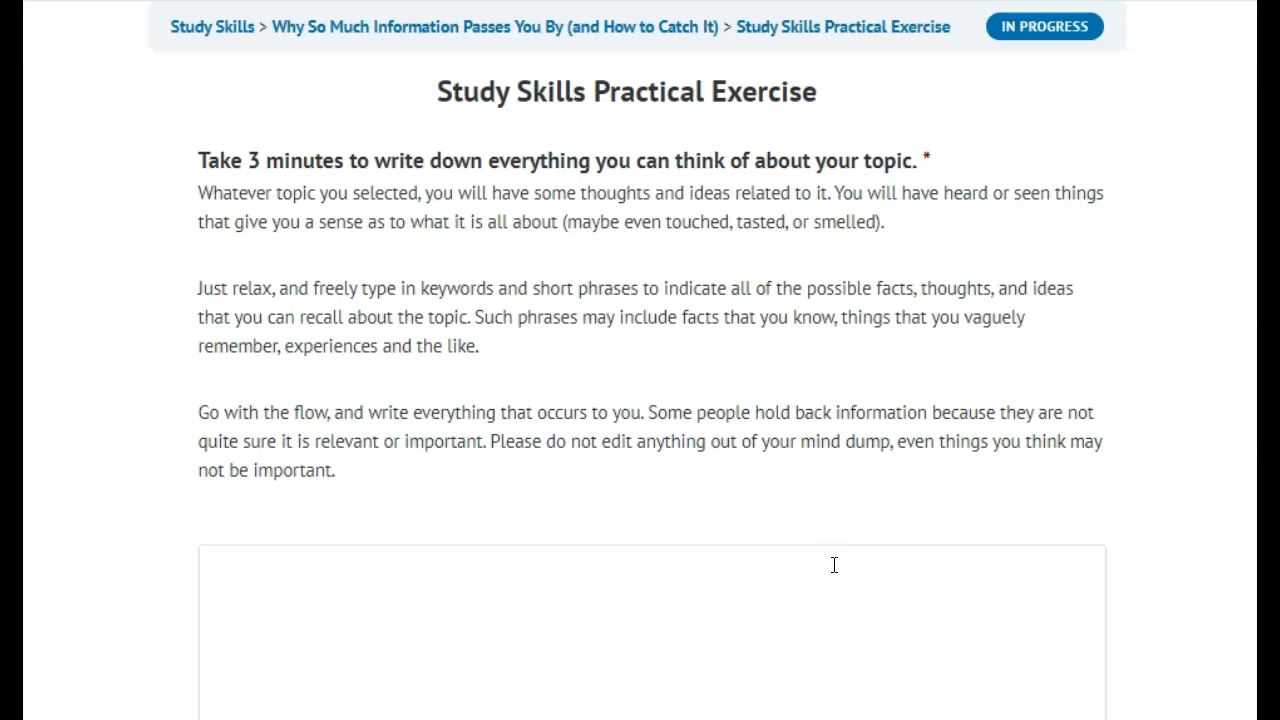 Study Skills > Why So Much Information Passes You By (and How to Catch It) > Study Skills Practical Exercise IN PROGRESS
Study Skills Practical Exercise
Take 3 minutes to write down everything you can think of about your topic. *
Whatever topic you selected, you will have some thoughts and ideas related to it. You will have heard or seen things
that give you a sense as to what it is all about (maybe even touched, tasted, or smelled).
Just relax, and freely type in keywords and short phrases to indicate all of the possible facts, thoughts, and ideas
that you can recall about the topic. Such phrases may include facts that you know, things that you vaguely
remember, experiences and the like.
Go with the flow, and write everything that occurs to you. Some people hold back information because they are not
quite sure it is relevant or important. Please do not edit anything out of your mind dump, even things you think may
not be important.